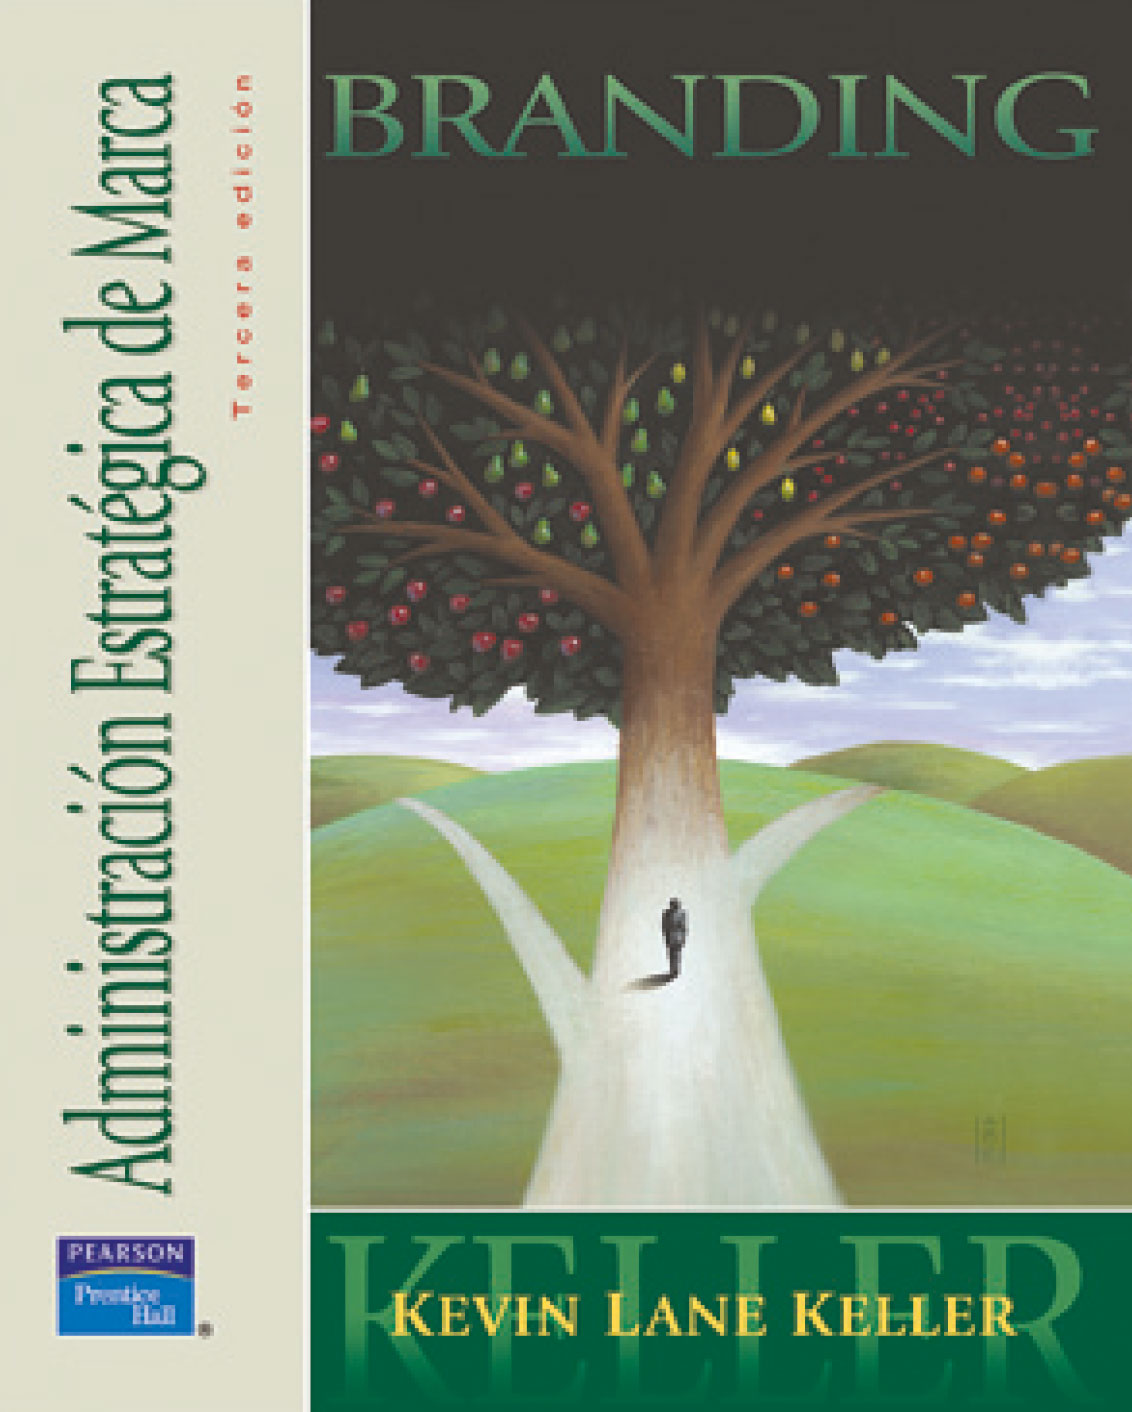 Administración Estratégica de Marca
Tercera edición
PEARSON
Prentice
Hall
®
BRANDING
KELLER
KEVIN LANE KELLER